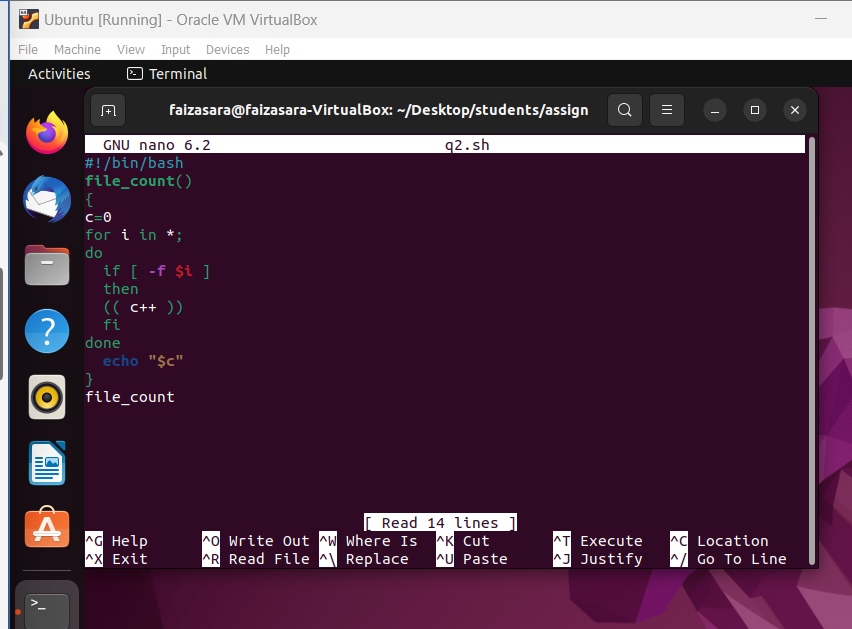 Ubuntu [Running] - Oracle VM VirtualBox
File Machine View Input Devices Help
Activities Terminal
faizasara@faizasara-VirtualBox: ~/Desktop/students/assign
GNU nano 6.2 q2.sh
#!/bin/bash
file_count()
{
c=0
for i in *;
do
  if [ -f $i ]
  then
  (( c++ ))
  fi
done
  echo "$c"
}
file_count
[ Read 14 lines ]
^G Help ^O Write Out ^W Where Is ^K Cut ^T Execute ^C Location
^X Exit ^R Read File ^\ Replace ^U Paste ^J Justify ^/ Go To Line